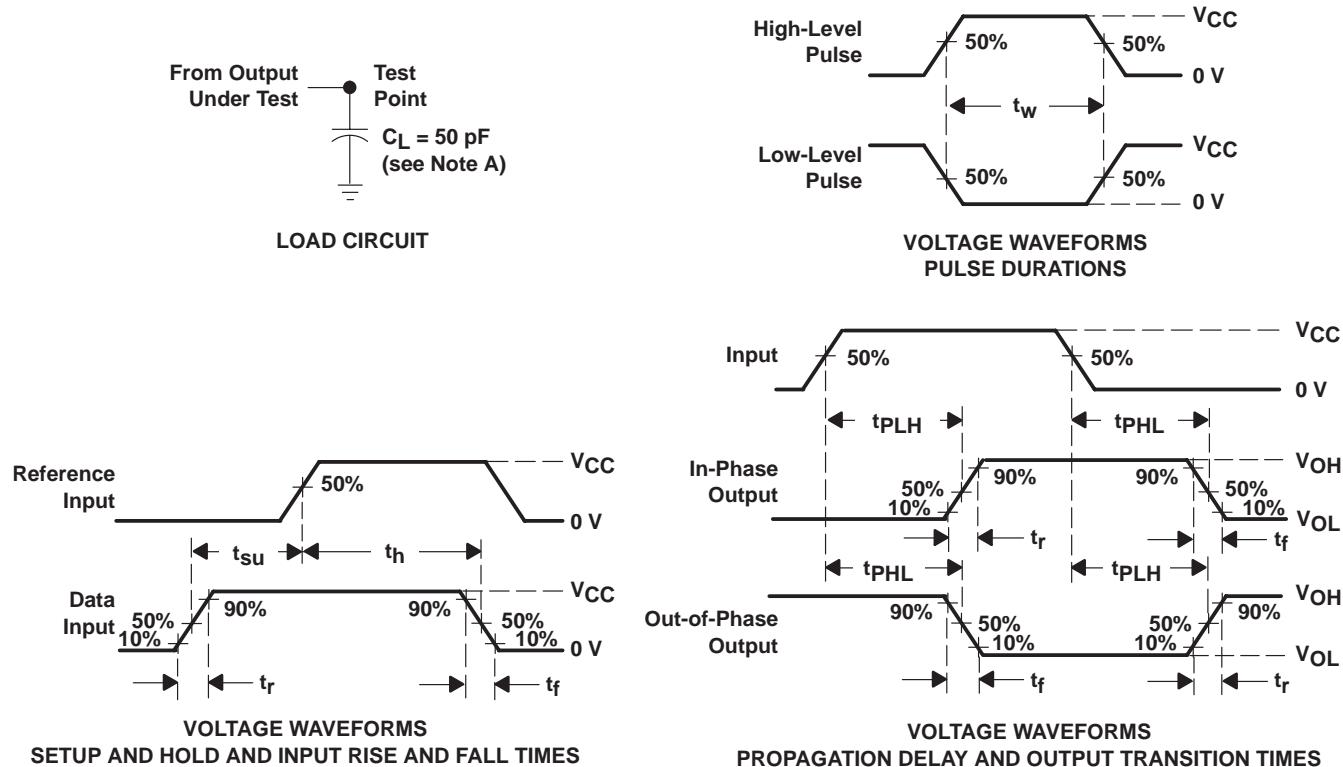 From Output
Under Test
Test
Point
CL = 50 pF
(see Note A)
LOAD CIRCUIT
High-Level
Pulse
50%
50%
VCC
0 V
tw
Low-Level
Pulse
50%
50%
VCC
0 V
VOLTAGE WAVEFORMS
PULSE DURATIONS
Reference
Input
50%
VCC
0 V
tsu
th
Data
Input
50%
10%
90%
90%
50%
10%
VCC
0 V
tr
tf
VOLTAGE WAVEFORMS
SETUP AND HOLD AND INPUT RISE AND FALL TIMES
Input
50%
50%
VCC
0 V
tPLH
tPHL
In-Phase
Output
50%
10%
90%
90%
50%
10%
VOH
VOL
tr
tf
tPHL
tPLH
Out-of-Phase
Output
90%
50%
10%
50%
10%
90%
VOH
VOL
tf
tr
VOLTAGE WAVEFORMS
PROPAGATION DELAY AND OUTPUT TRANSITION TIMES